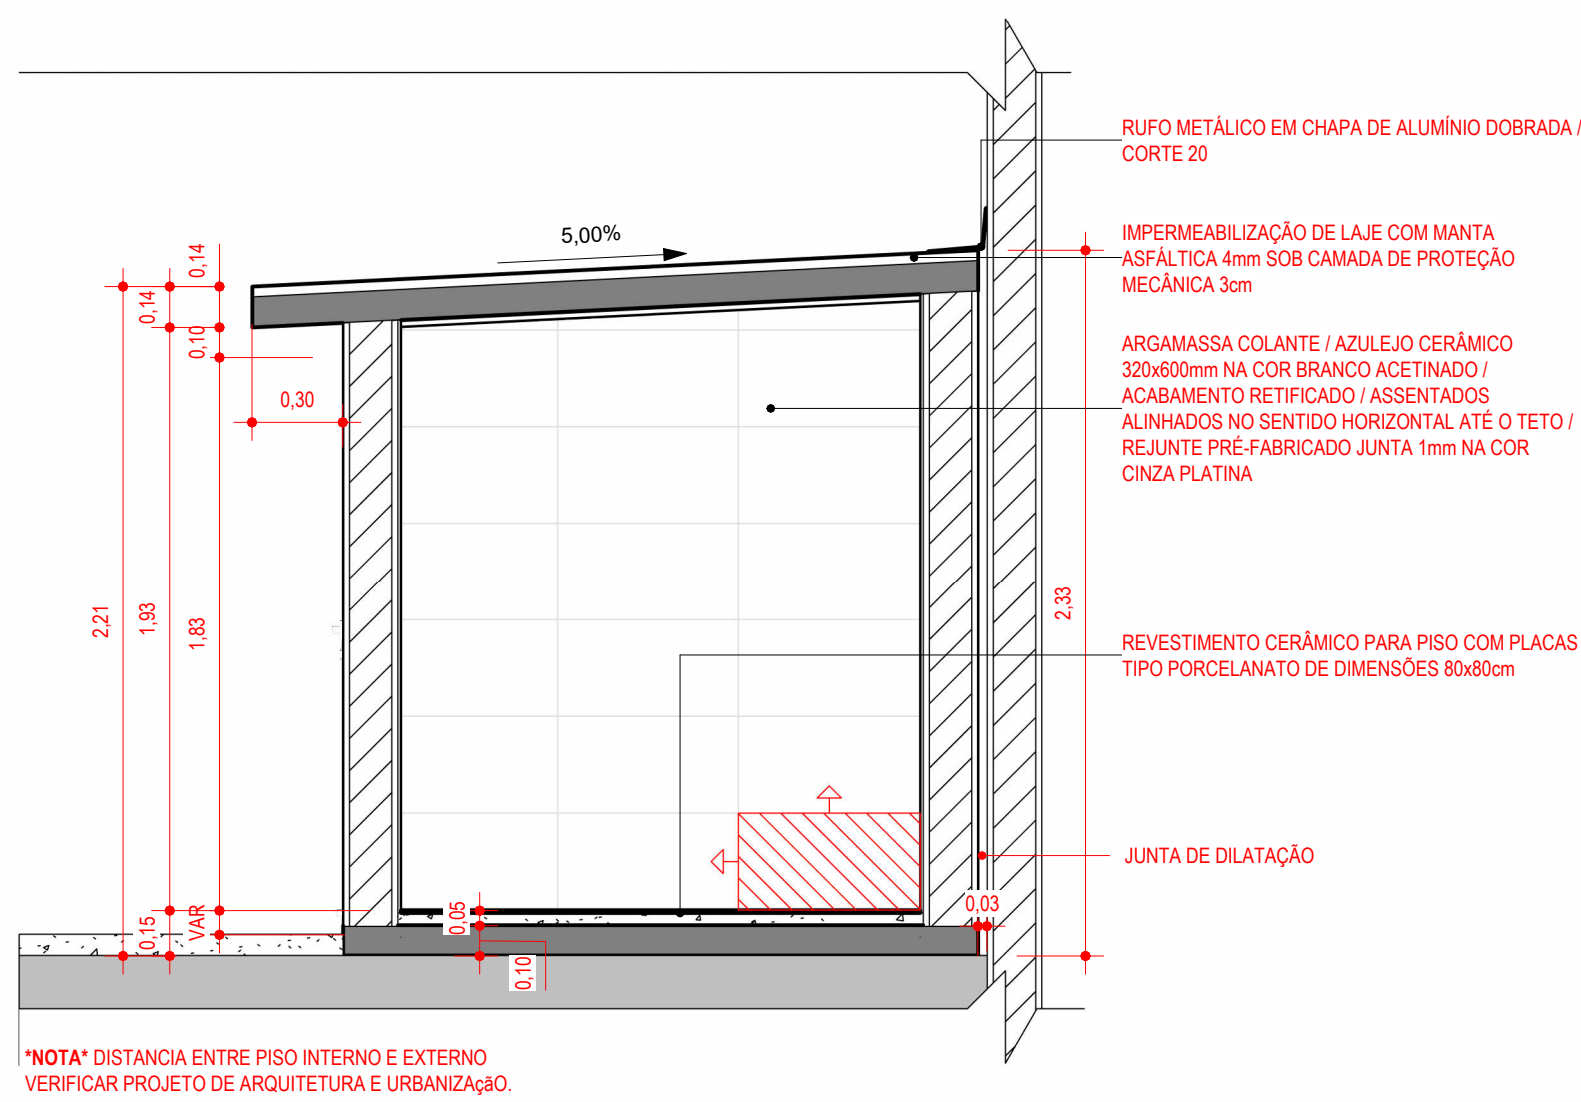 RUFO METÁLICO EM CHAPA DE ALUMÍNIO DOBRADA /
CORTE 20
5,00%
IMPERMEABILIZAÇÃO DE LAJE COM MANTA
ASFÁLTICA 4mm SOB CAMADA DE PROTEÇÃO
MECÂNICA 3cm
0,14
0,14
0,10
0,30
ARGAMASSA COLANTE / AZULEJO CERÂMICO
320x600mm NA COR BRANCO ACETINADO /
ACABAMENTO RETIFICADO / ASSENTADOS
ALINHADOS NO SENTIDO HORIZONTAL ATÉ O TETO /
REJUNTE PRÉ-FABRICADO JUNTA 1mm NA COR
CINZA PLATINA
2,21
1,93
1,83
2,33
REVESTIMENTO CERÂMICO PARA PISO COM PLACAS
TIPO PORCELANATO DE DIMENSÕES 80x80cm
JUNTA DE DILATAÇÃO
0,15
VAR
0,05
0,03
0,10
*NOTA* DISTANCIA ENTRE PISO INTERNO E EXTERNO
VERIFICAR PROJETO DE ARQUITETURA E URBANIZAçãO.